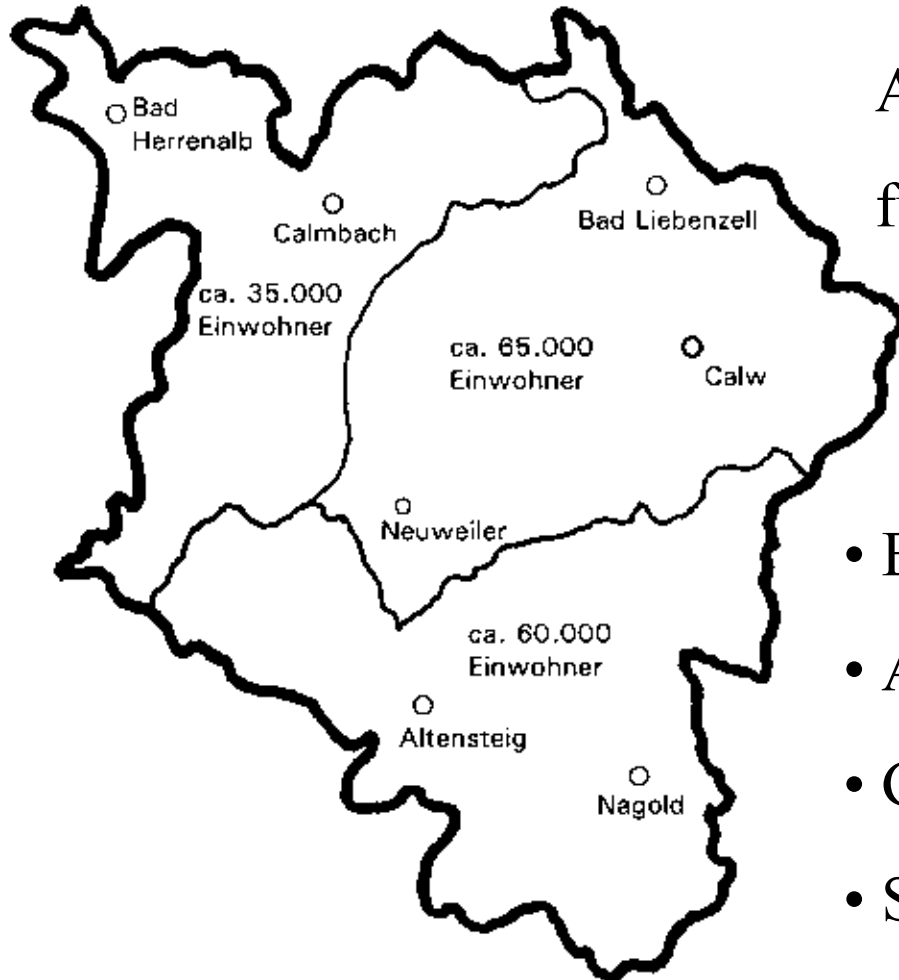 Bad
Herrenalb
Calmbach
Bad Liebenzell
ca. 35.000
Einwohner
ca. 65.000
Einwohner
Calw
Neuweiler
ca. 60.000
Einwohner
Altensteig
Nagold
A
f
• 
• A
• 
• S